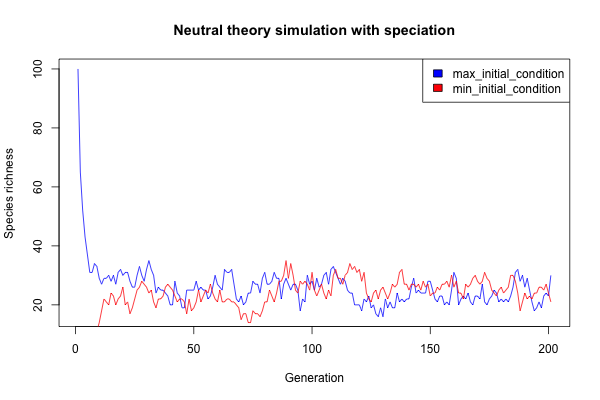 Neutral theory simulation with speciation
max_initial_condition
min_initial_condition
Species richness
100
80
60
40
20
0 50 100 150 200
Generation